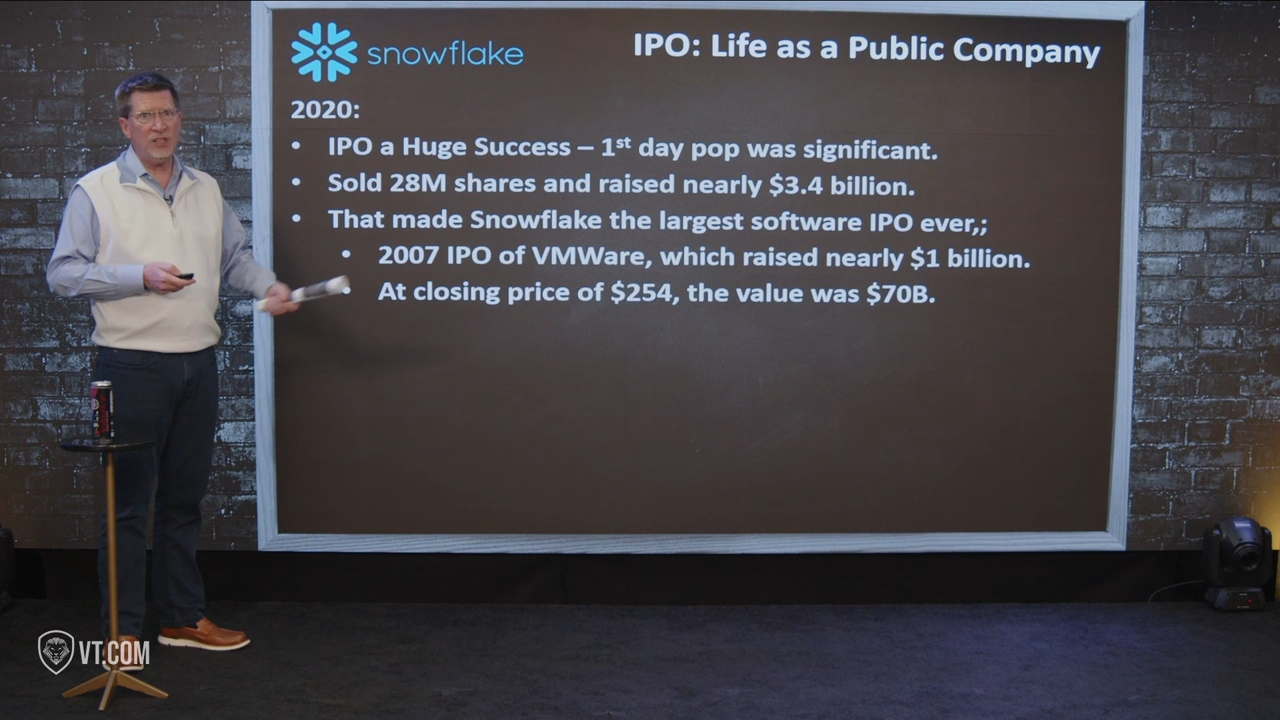 snowflake
IPO: Life as a Public Company
2020:
• IPO a Huge Success – 1st day pop was significant.
• Sold 28M shares and raised nearly $3.4 billion.
• That made Snowflake the largest software IPO ever,;
• 2007 IPO of VMWare, which raised nearly $1 billion.
• At closing price of $254, the value was $70B.
VT.COM